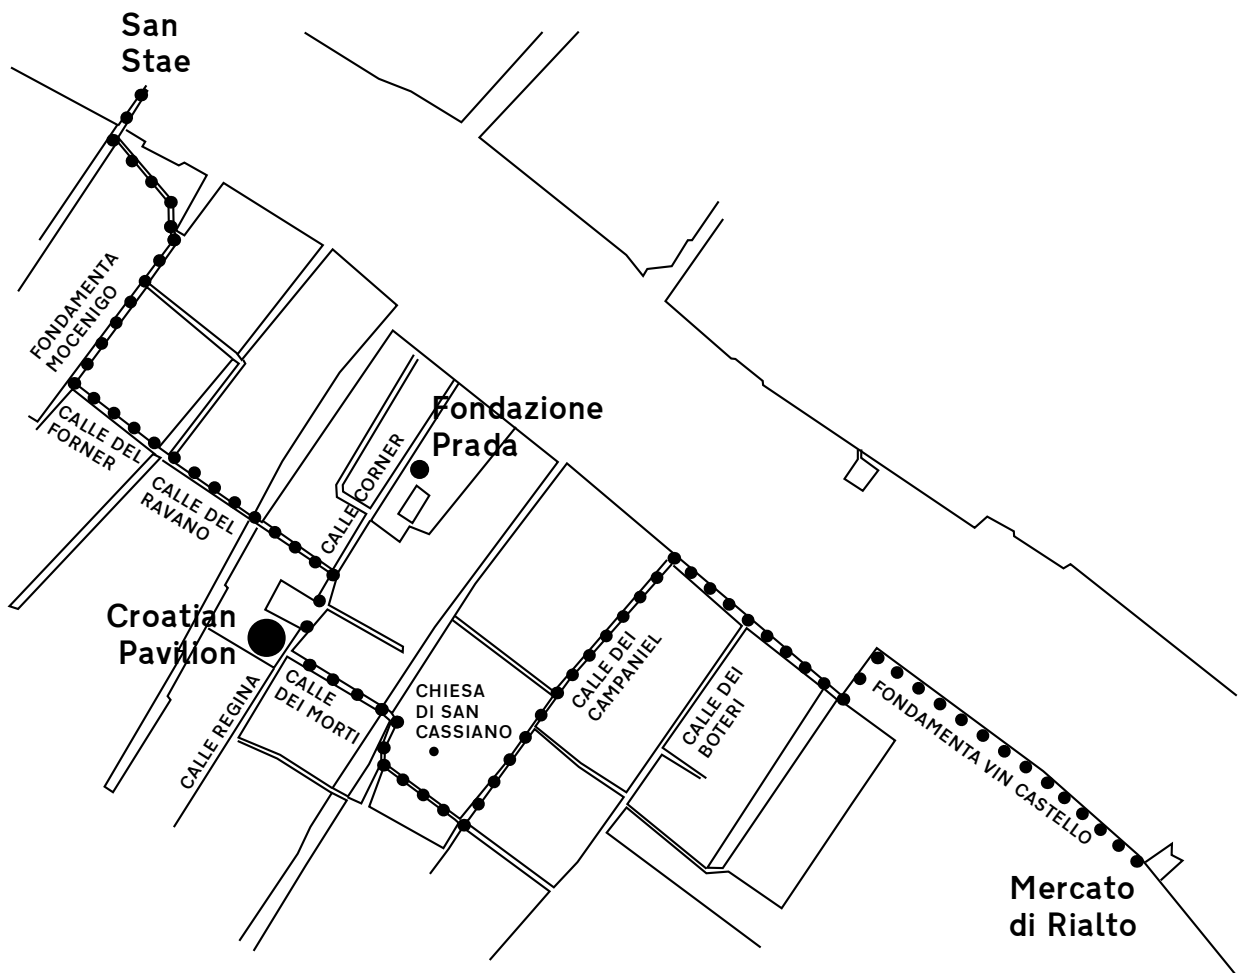 San
Stae
FONDAMENTA
MOCENIGO
CALLE DEL
FORNER
CALLE DEL
RAVANO
CALLE CORNER
Fondazione
Prada
Croatian
Pavilion
CALLE REGINA
CALLE
DEI MORTI
CHIESA
DI SAN
CASSIANO
CALLE DEI
CAMPANIEL
CALLE DEI
BOTERI
FONDAMENTA VIN CASTELLO
Mercato
di Rialto